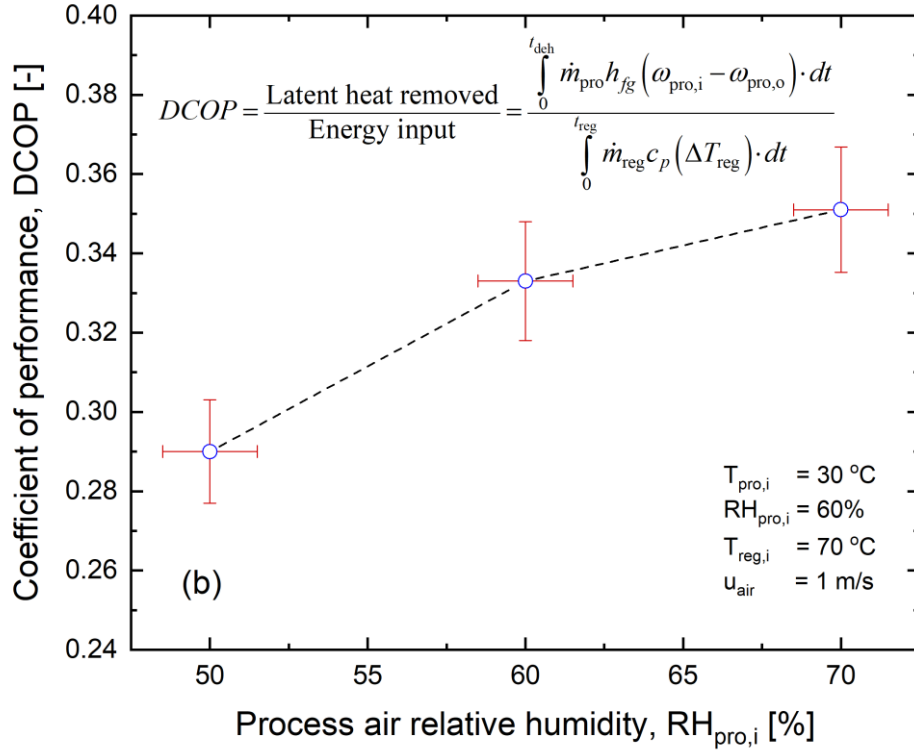 0.40
0.38
0.36
0.34
0.32
0.30
0.28
0.26
0.24
Coefficient of performance, DCOP [-]
DCOP = Latent heat removed / Energy input = ∫₀^{t_deh} ṁ_pro h_fg (ω_pro,i − ω_pro,o)·dt / ∫₀^{t_reg} ṁ_reg c_p (ΔT_reg)·dt
T_pro,i = 30 °C
RH_pro,i = 60%
T_reg,i = 70 °C
u_air = 1 m/s
(b)
50 55 60 65 70
Process air relative humidity, RH_pro,i [%]